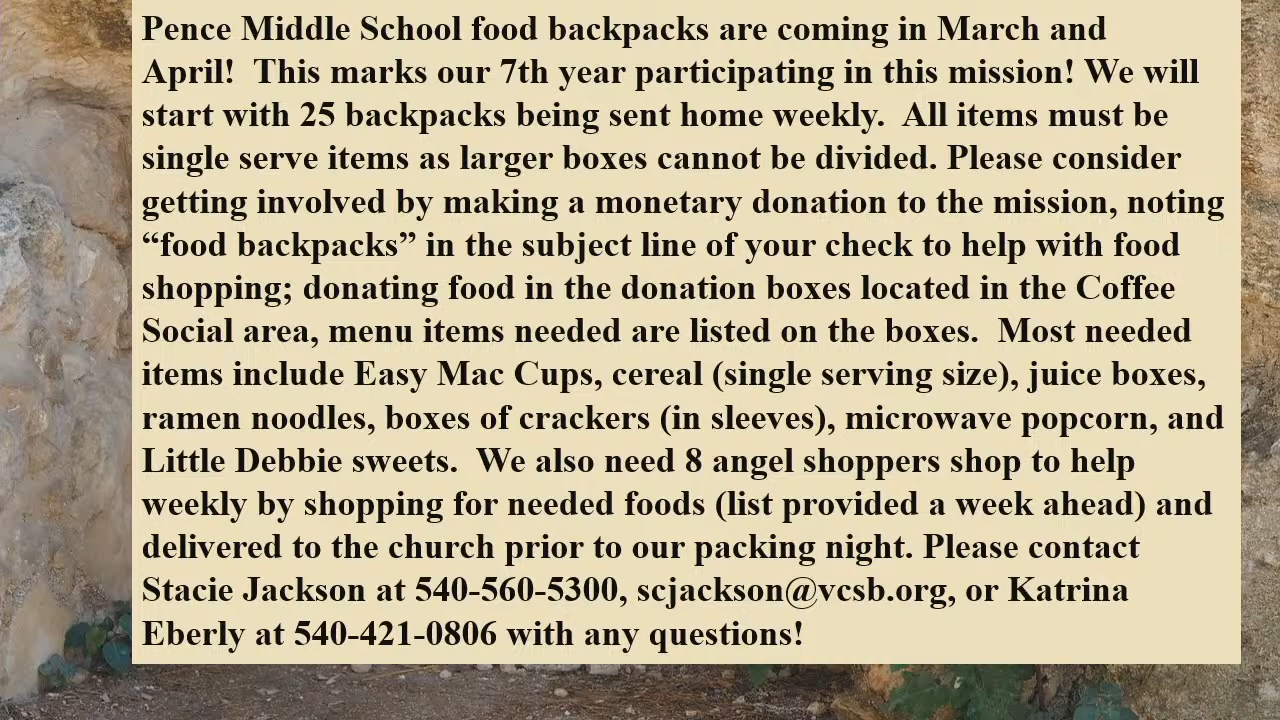 Pence Middle School food backpacks are coming in March and
April!  This marks our 7th year participating in this mission! We will
start with 25 backpacks being sent home weekly.  All items must be
single serve items as larger boxes cannot be divided. Please consider
getting involved by making a monetary donation to the mission, noting
“food backpacks” in the subject line of your check to help with food
shopping; donating food in the donation boxes located in the Coffee
Social area, menu items needed are listed on the boxes.  Most needed
items include Easy Mac Cups, cereal (single serving size), juice boxes,
ramen noodles, boxes of crackers (in sleeves), microwave popcorn, and
Little Debbie sweets.  We also need 8 angel shoppers shop to help
weekly by shopping for needed foods (list provided a week ahead) and
delivered to the church prior to our packing night. Please contact
Stacie Jackson at 540-560-5300, scjackson@vcsb.org, or Katrina
Eberly at 540-421-0806 with any questions!